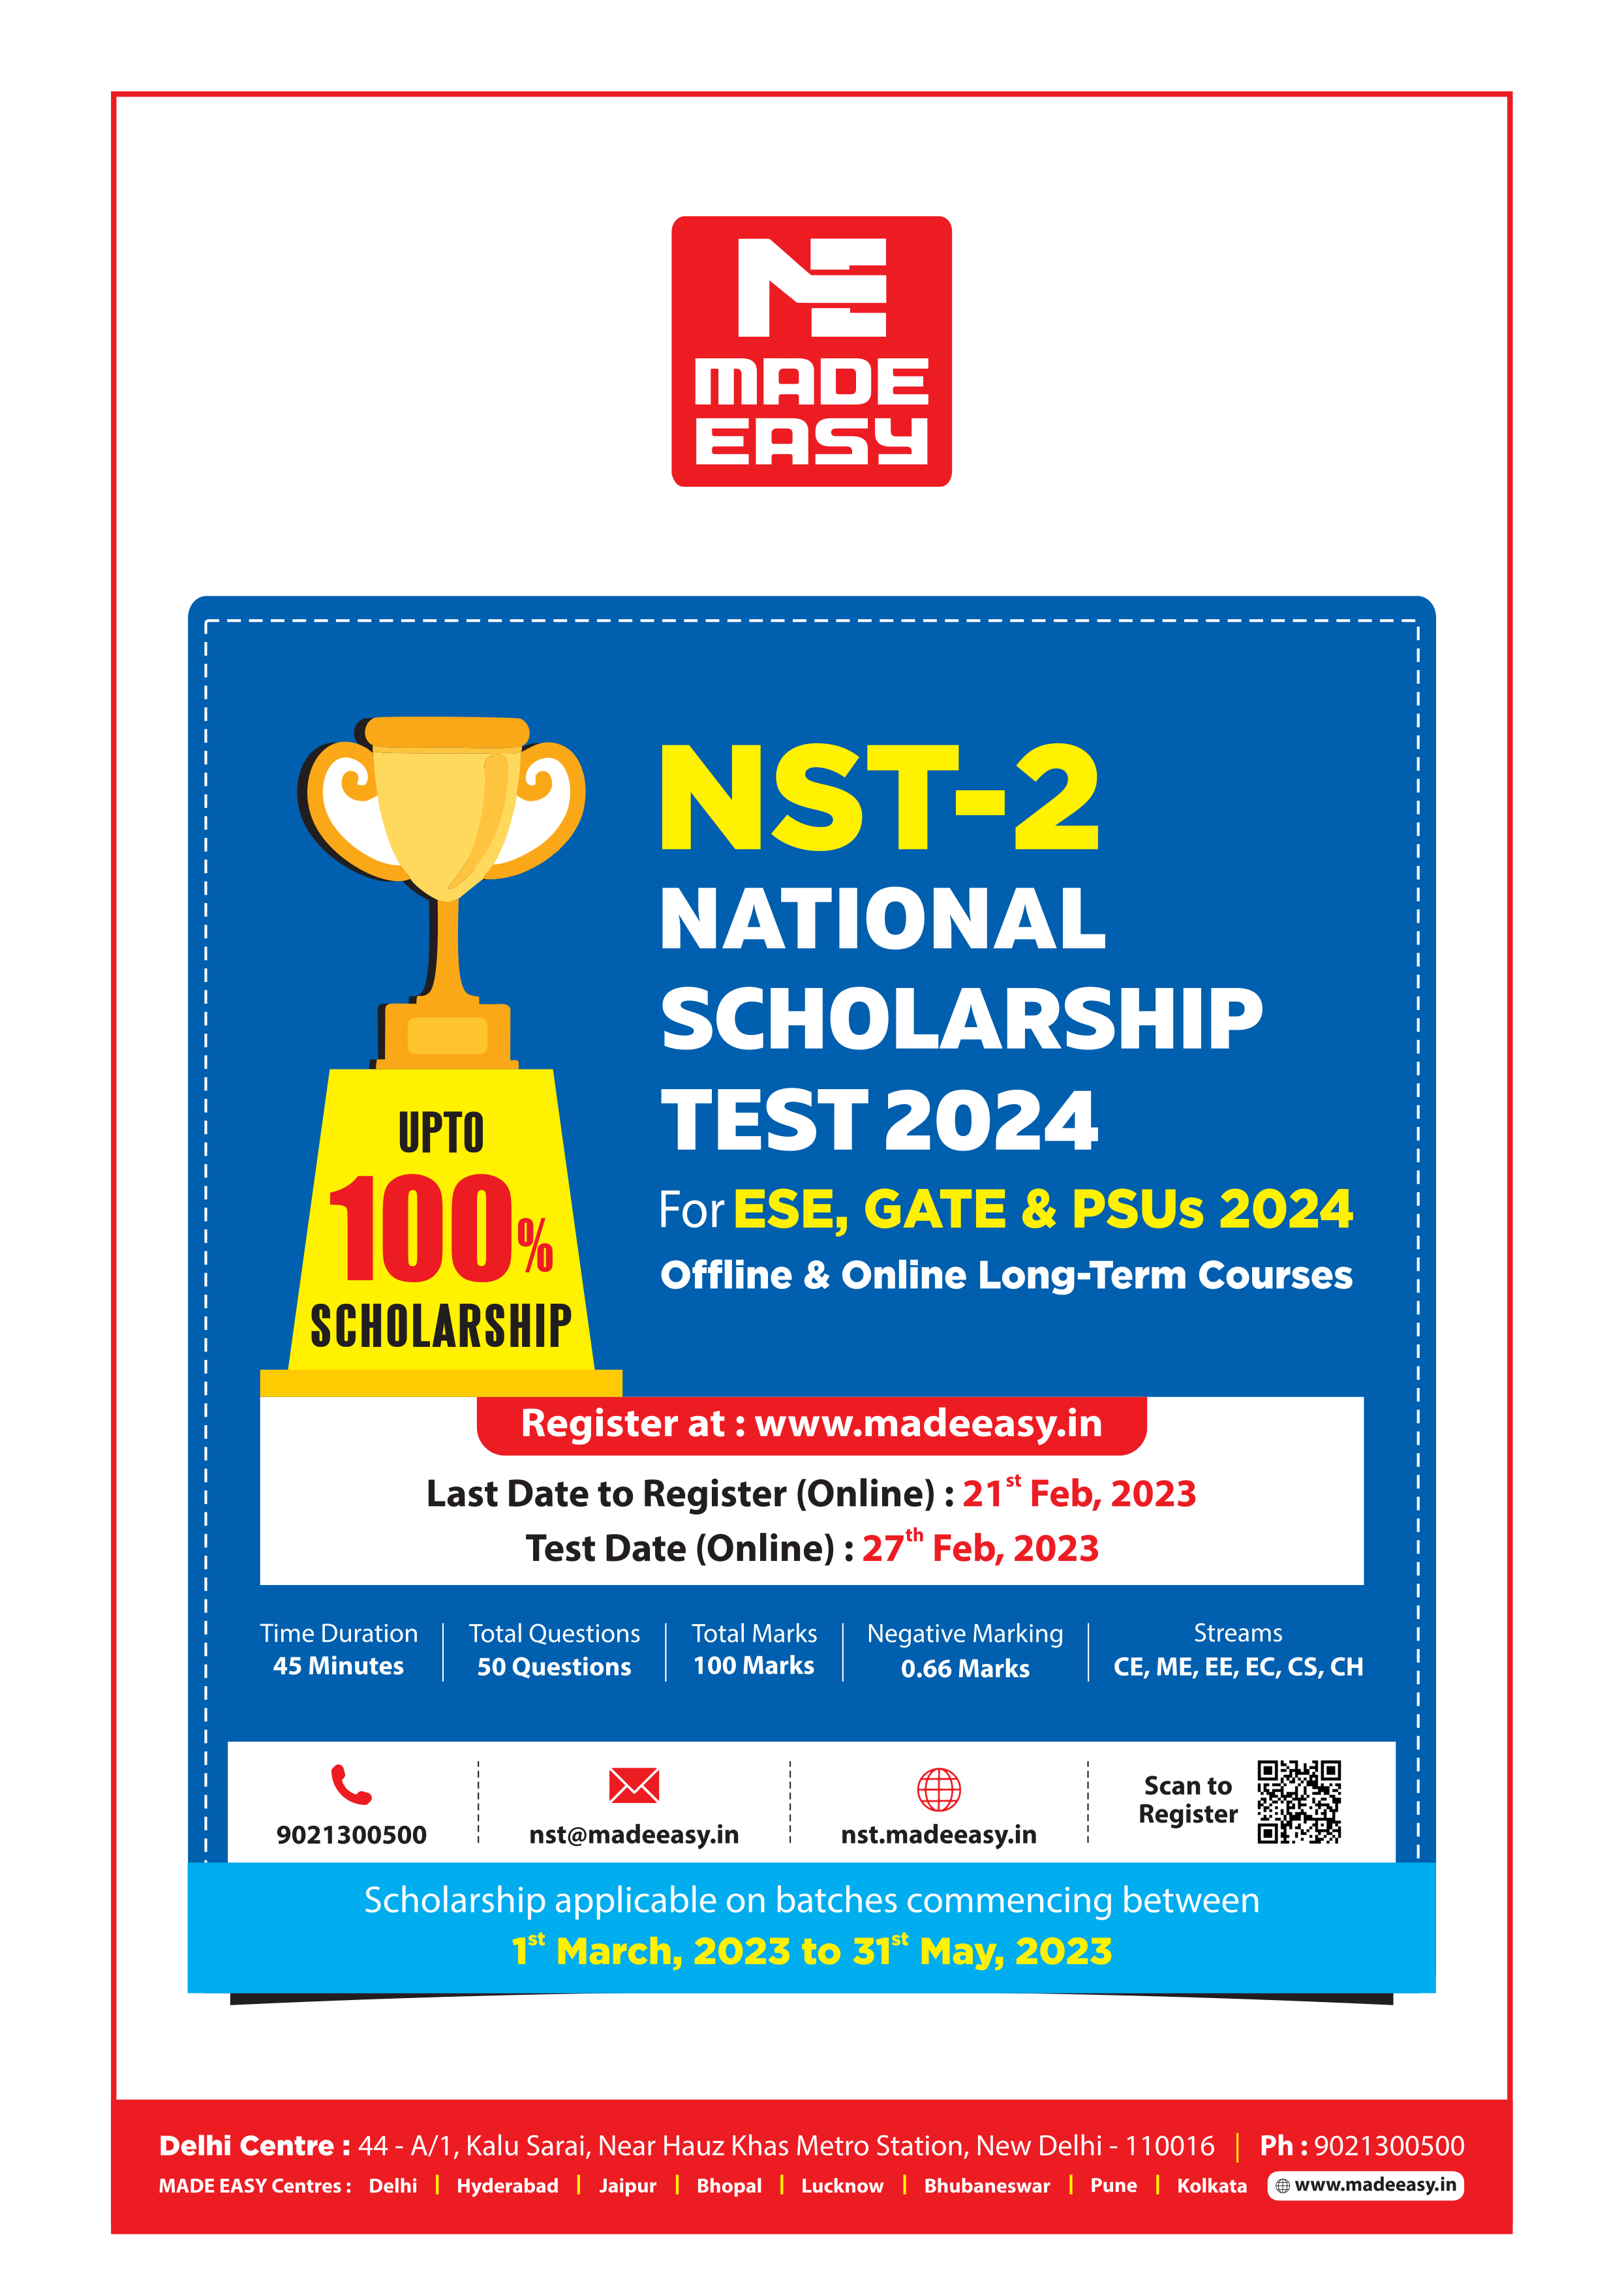 ME
MADE
EASY
NST-2
NATIONAL
SCHOLARSHIP
TEST 2024
For ESE, GATE & PSUs 2024
Offline & Online Long-Term Courses
UPTO
100%
SCHOLARSHIP
Register at : www.madeeasy.in
Last Date to Register (Online) : 21st Feb, 2023
Test Date (Online) : 27th Feb, 2023
Time Duration
45 Minutes
Total Questions
50 Questions
Total Marks
100 Marks
Negative Marking
0.66 Marks
Streams
CE, ME, EE, EC, CS, CH
9021300500
nst@madeeasy.in
nst.madeeasy.in
Scan to
Register
Scholarship applicable on batches commencing between
1st March, 2023 to 31st May, 2023
Delhi Centre : 44 - A/1, Kalu Sarai, Near Hauz Khas Metro Station, New Delhi - 110016 | Ph : 9021300500
MADE EASY Centres : Delhi | Hyderabad | Jaipur | Bhopal | Lucknow | Bhubaneswar | Pune | Kolkata www.madeeasy.in